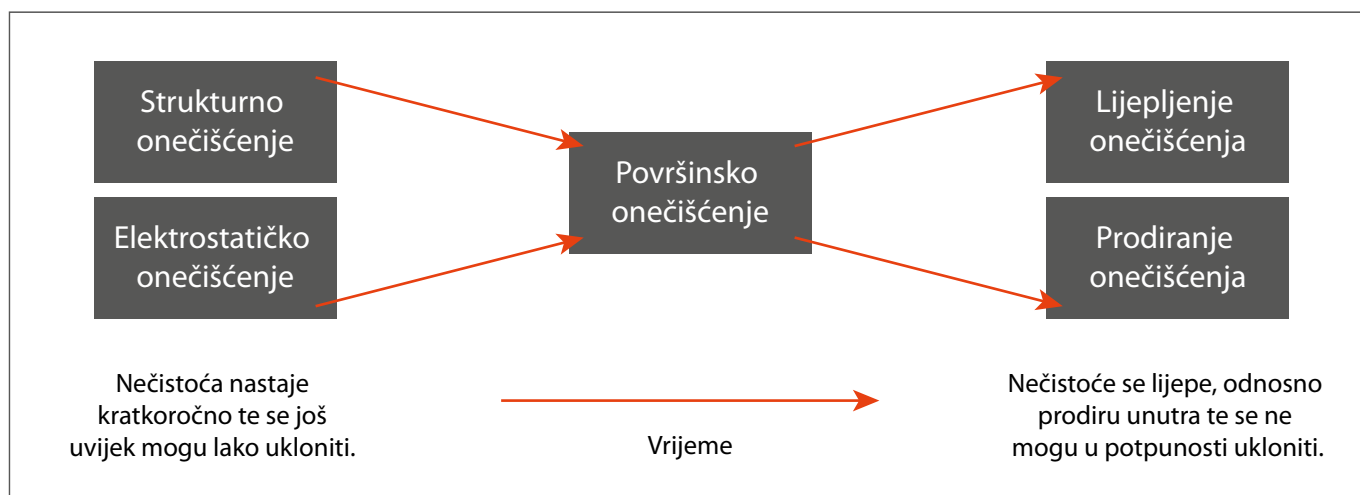 Strukturno
onečišćenje
Elektrostatičko
onečišćenje
Površinsko
onečišćenje
Lijepljenje
onečišćenja
Prodiranje
onečišćenja
Nečistoća nastaje
kratkoročno te se još
uvijek mogu lako ukloniti.
Vrijeme
Nečistoće se lijepe, odnosno
prodiru unutra te se ne
mogu u potpunosti ukloniti.